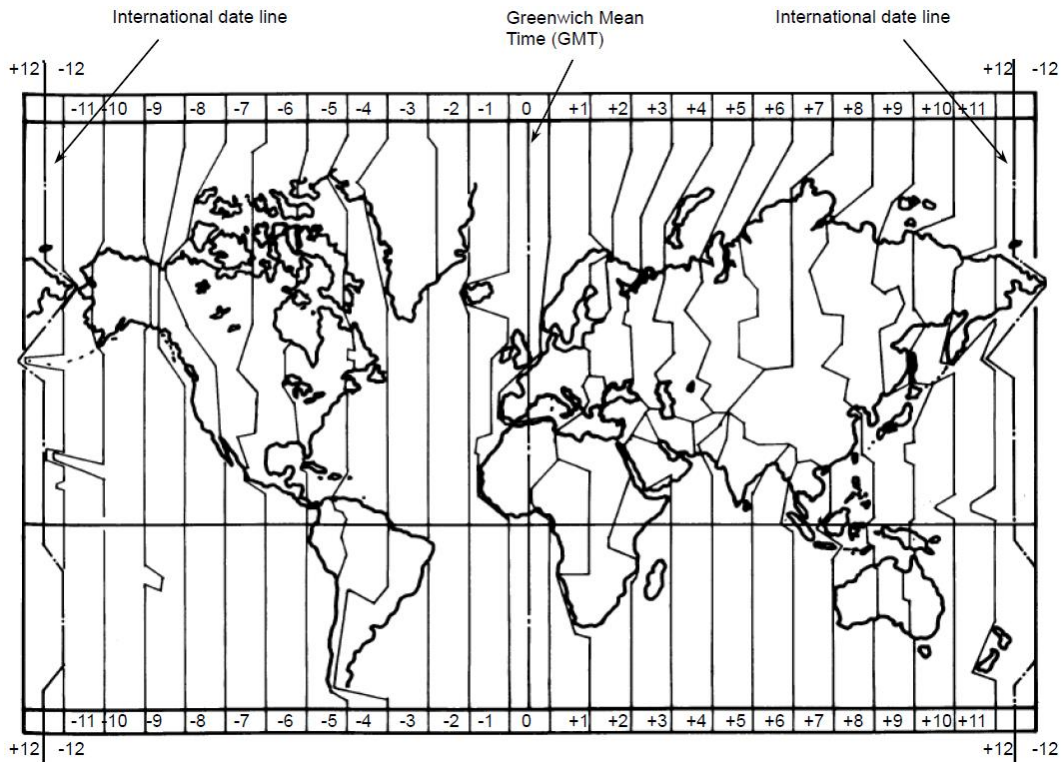 International date line
Greenwich Mean
Time (GMT)
International date line
+12 -12 +12 -12
-11 -10 -9 -8 -7 -6 -5 -4 -3 -2 -1 0 +1 +2 +3 +4 +5 +6 +7 +8 +9 +10 +11
-11 -10 -9 -8 -7 -6 -5 -4 -3 -2 -1 0 +1 +2 +3 +4 +5 +6 +7 +8 +9 +10 +11
+12 -12 +12 -12